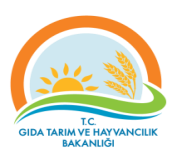 T.C.
GIDA TARIM VE HAYVANCILIK
BAKANLIĞI